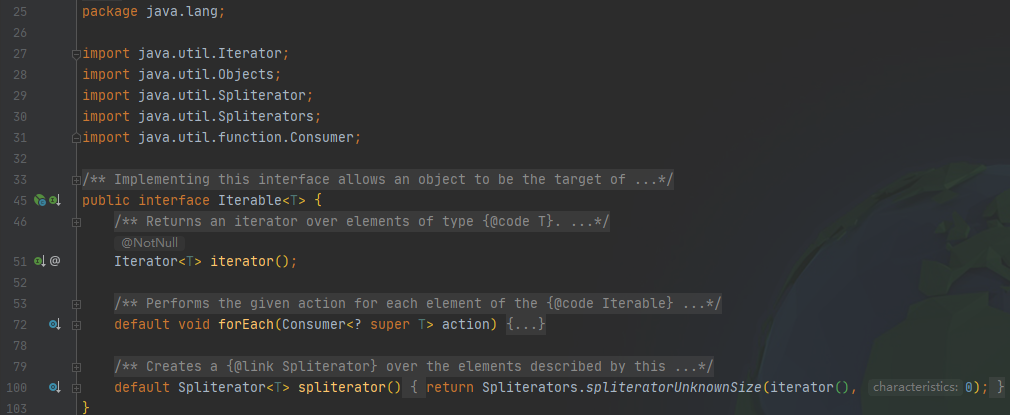 25 package java.lang;
26
27 import java.util.Iterator;
28 import java.util.Objects;
29 import java.util.Spliterator;
30 import java.util.Spliterators;
31 import java.util.function.Consumer;
32
33 /** Implementing this interface allows an object to be the target of ...*/
45 public interface Iterable<T> {
46 /** Returns an iterator over elements of type {@code T}. ...*/
@NotNull
51 @ Iterator<T> iterator();
52
53 /** Performs the given action for each element of the {@code Iterable} ...*/
72 default void forEach(Consumer<? super T> action) {...}
78
79 /** Creates a {@link Spliterator} over the elements described by this ...*/
100 default Spliterator<T> spliterator() { return Spliterators.spliteratorUnknownSize(iterator(), characteristics: 0); }
103 }